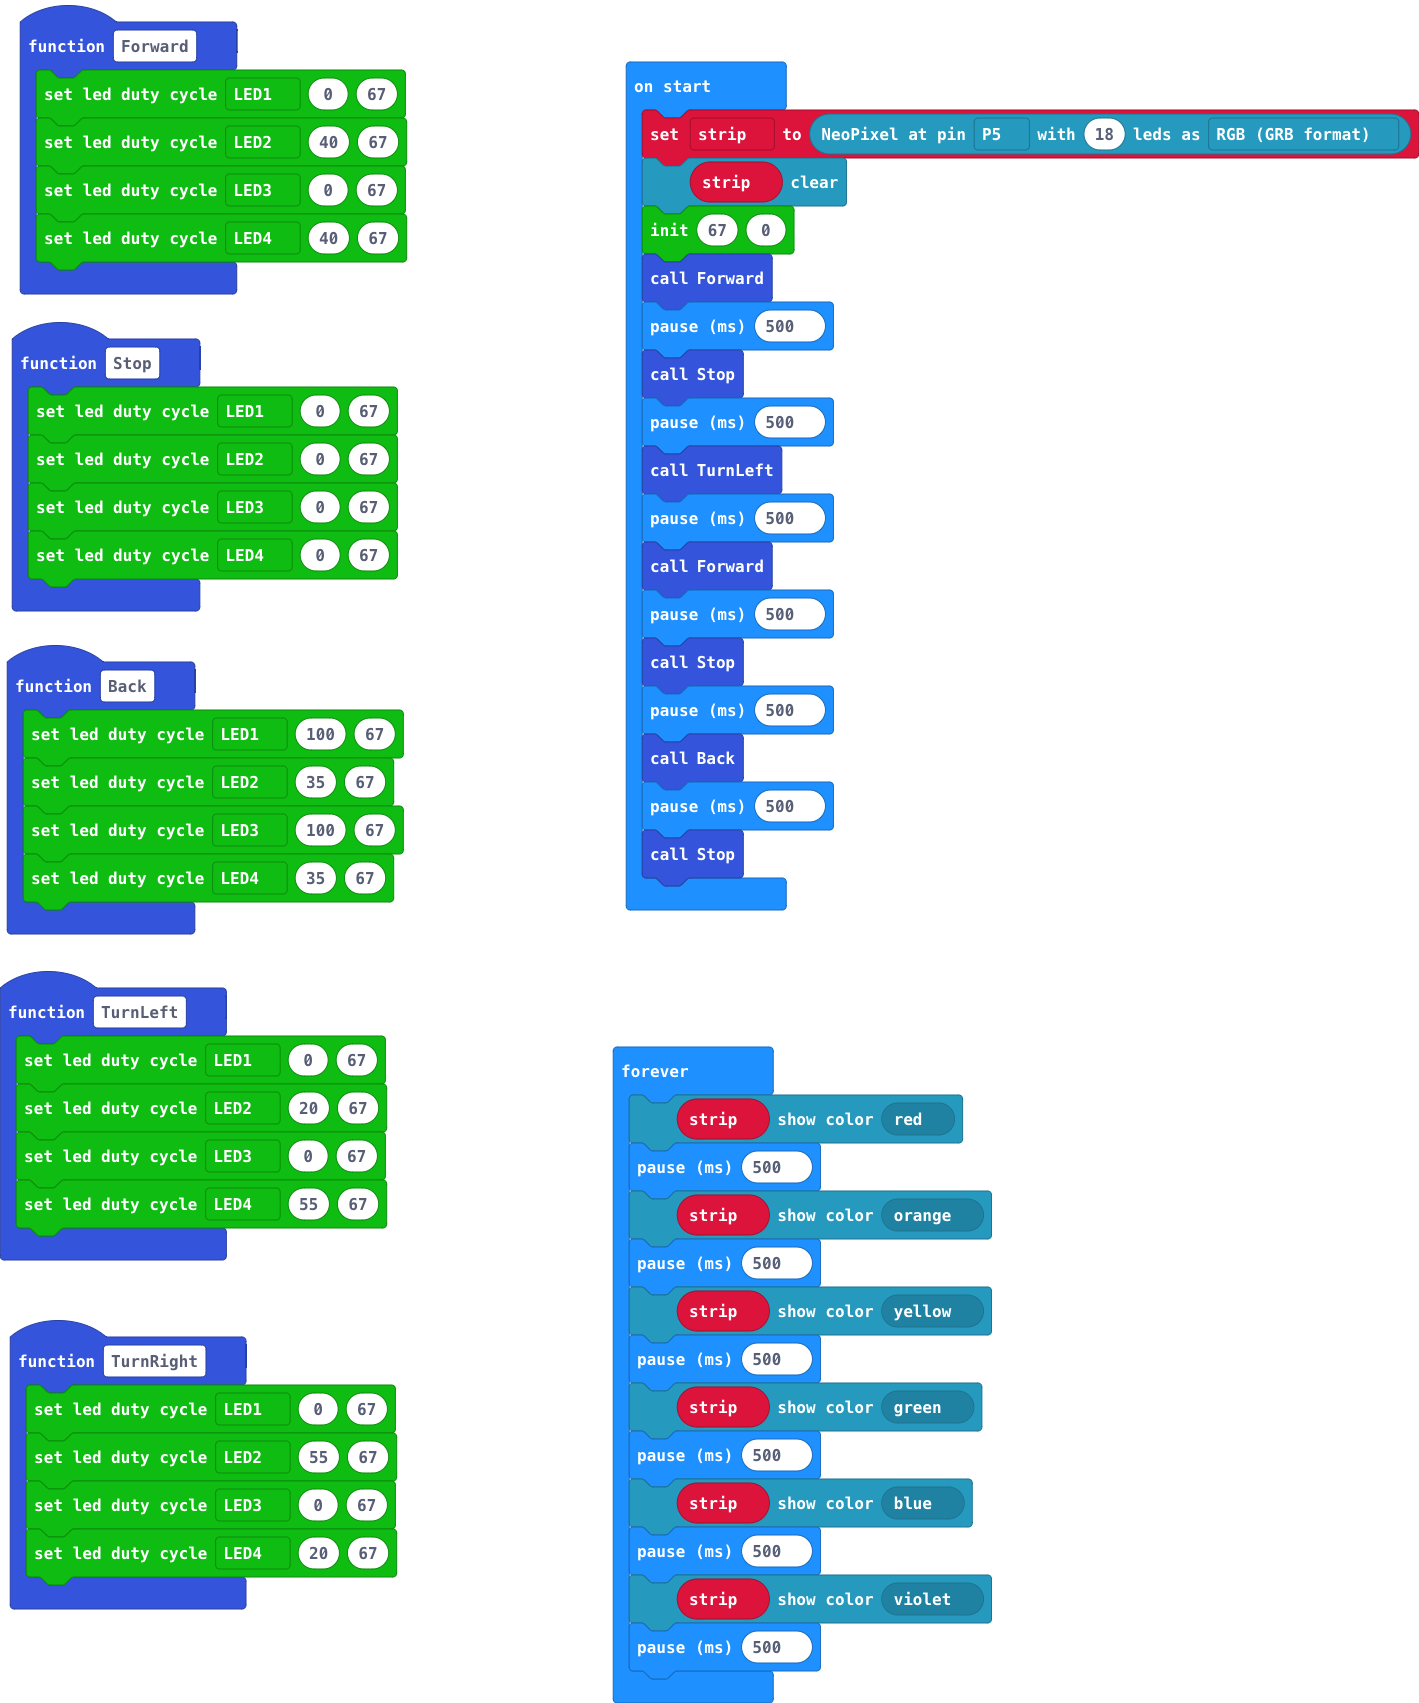 function Forward
set led duty cycle LED1 0 67
set led duty cycle LED2 40 67
set led duty cycle LED3 0 67
set led duty cycle LED4 40 67
function Stop
set led duty cycle LED1 0 67
set led duty cycle LED2 0 67
set led duty cycle LED3 0 67
set led duty cycle LED4 0 67
function Back
set led duty cycle LED1 100 67
set led duty cycle LED2 35 67
set led duty cycle LED3 100 67
set led duty cycle LED4 35 67
function TurnLeft
set led duty cycle LED1 0 67
set led duty cycle LED2 20 67
set led duty cycle LED3 0 67
set led duty cycle LED4 55 67
function TurnRight
set led duty cycle LED1 0 67
set led duty cycle LED2 55 67
set led duty cycle LED3 0 67
set led duty cycle LED4 20 67
on start
set strip to NeoPixel at pin P5 with 18 leds as RGB (GRB format)
strip clear
init 67 0
call Forward
pause (ms) 500
call Stop
pause (ms) 500
call TurnLeft
pause (ms) 500
call Forward
pause (ms) 500
call Stop
pause (ms) 500
call Back
pause (ms) 500
call Stop
forever
strip show color red
pause (ms) 500
strip show color orange
pause (ms) 500
strip show color yellow
pause (ms) 500
strip show color green
pause (ms) 500
strip show color blue
pause (ms) 500
strip show color violet
pause (ms) 500